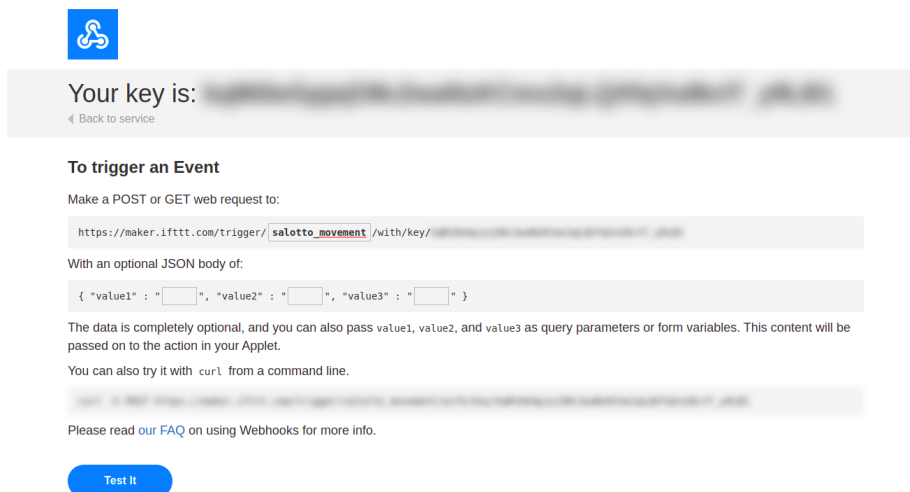 Your key is:
Back to service
To trigger an Event
Make a POST or GET web request to:
https://maker.ifttt.com/trigger/ salotto_movement /with/key/
With an optional JSON body of:
{ "value1" : " ", "value2" : " ", "value3" : " " }
The data is completely optional, and you can also pass value1, value2, and value3 as query parameters or form variables. This content will be
passed on to the action in your Applet.
You can also try it with curl from a command line.
Please read our FAQ on using Webhooks for more info.
Test It